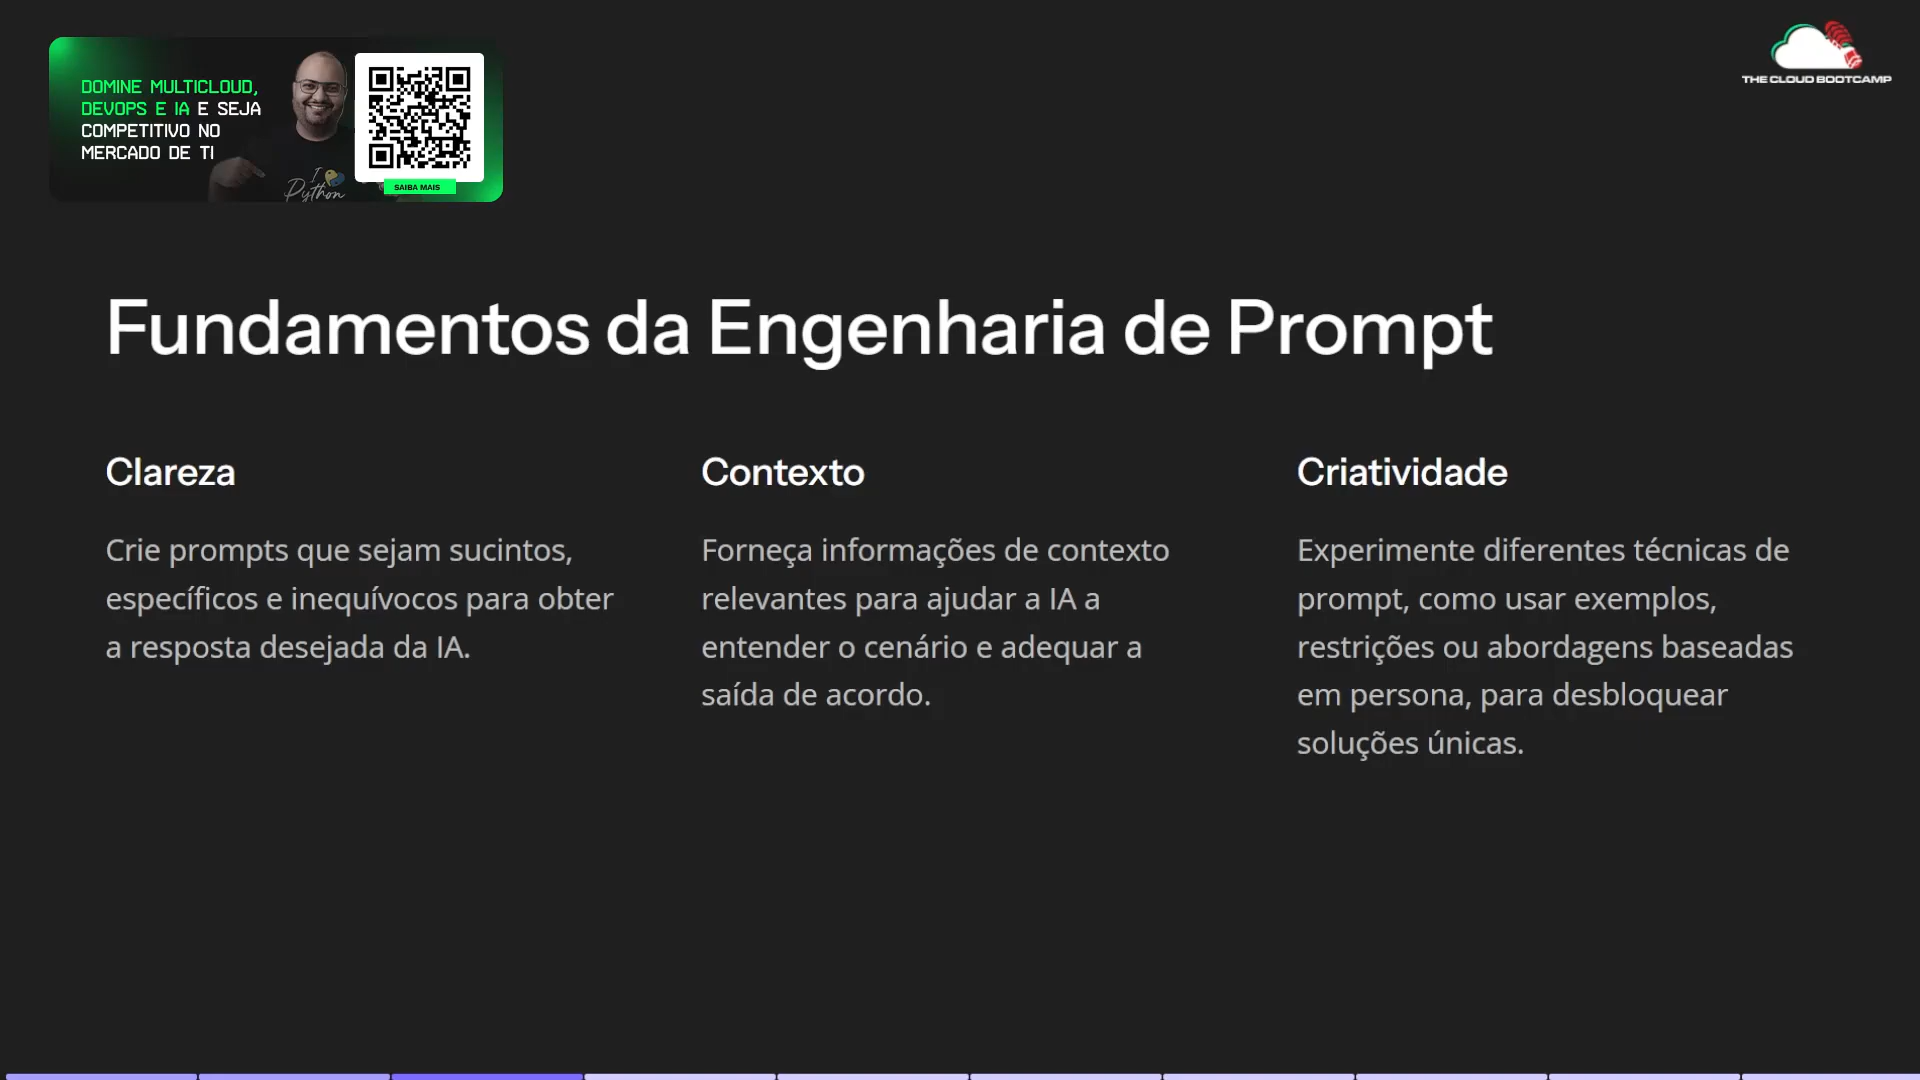 DOMINE MULTICLOUD,
DEVOPS E IA E SEJA
COMPETITIVO NO
MERCADO DE TI
I
Python
SAIBA MAIS
THE CLOUD BOOTCAMP
Fundamentos da Engenharia de Prompt
Clareza
Crie prompts que sejam sucintos,
específicos e inequívocos para obter
a resposta desejada da IA.
Contexto
Forneça informações de contexto
relevantes para ajudar a IA a
entender o cenário e adequar a
saída de acordo.
Criatividade
Experimente diferentes técnicas de
prompt, como usar exemplos,
restrições ou abordagens baseadas
em persona, para desbloquear
soluções únicas.